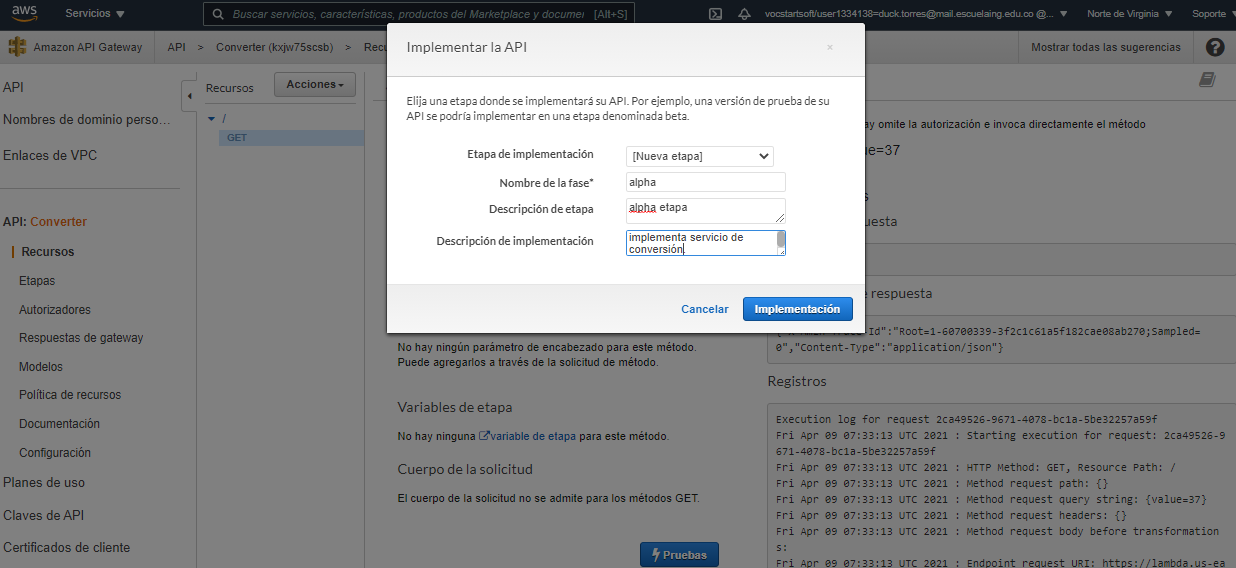 aws
Servicios
Buscar servicios, características, productos del Marketplace y documen [Alt+S]
vocstartsoft/user1334138=duck.torres@mail.escuelaing.edu.co @...
Norte de Virginia
Soporte
Amazon API Gateway
API > Converter (kxjw75scsb) > Recu
Mostrar todas las sugerencias
?
API
Nombres de dominio perso...
Enlaces de VPC
API: Converter
Recursos
Etapas
Autorizadores
Respuestas de gateway
Modelos
Política de recursos
Documentación
Configuración
Planes de uso
Claves de API
Certificados de cliente
Recursos
Acciones
/
GET
Implementar la API
×
Elija una etapa donde se implementará su API. Por ejemplo, una versión de prueba de su
API se podría implementar en una etapa denominada beta.
Etapa de implementación
[Nueva etapa]
Nombre de la fase*
alpha
Descripción de etapa
alpha etapa
Descripción de implementación
implementa servicio de
conversión
Cancelar
Implementación
No hay ningún parámetro de encabezado para este método.
Puede agregarlos a través de la solicitud de método.
Variables de etapa
No hay ninguna variable de etapa para este método.
Cuerpo de la solicitud
El cuerpo de la solicitud no se admite para los métodos GET.
Pruebas
ay omite la autorización e invoca directamente el método
ue=37
s
uesta
e respuesta
Id":"Root=1-60700339-3f2c1c61a5f182cae08ab270;Sampled=
0","Content-Type":"application/json"}
Registros
Execution log for request 2ca49526-9671-4078-bc1a-5be32257a59f
Fri Apr 09 07:33:13 UTC 2021 : Starting execution for request: 2ca49526-9
671-4078-bc1a-5be32257a59f
Fri Apr 09 07:33:13 UTC 2021 : HTTP Method: GET, Resource Path: /
Fri Apr 09 07:33:13 UTC 2021 : Method request path: {}
Fri Apr 09 07:33:13 UTC 2021 : Method request query string: {value=37}
Fri Apr 09 07:33:13 UTC 2021 : Method request headers: {}
Fri Apr 09 07:33:13 UTC 2021 : Method request body before transformation
s:
Fri Apr 09 07:33:13 UTC 2021 : Endpoint request URI: https://lambda.us-ea